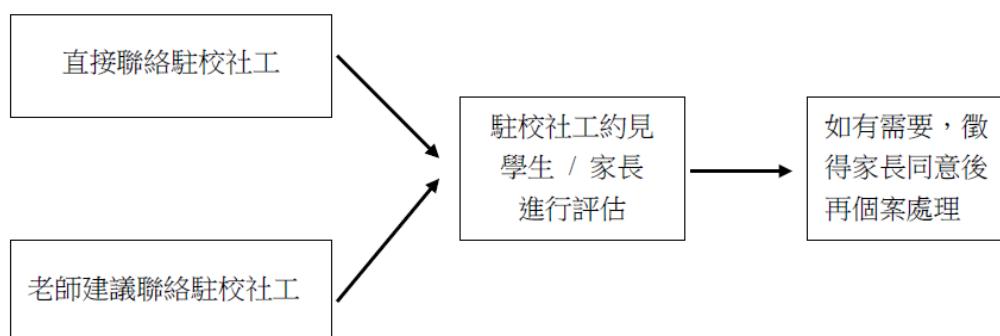 直接聯絡駐校社工
老師建議聯絡駐校社工
駐校社工約見
學生 / 家長
進行評估
如有需要，徵
得家長同意後
再個案處理